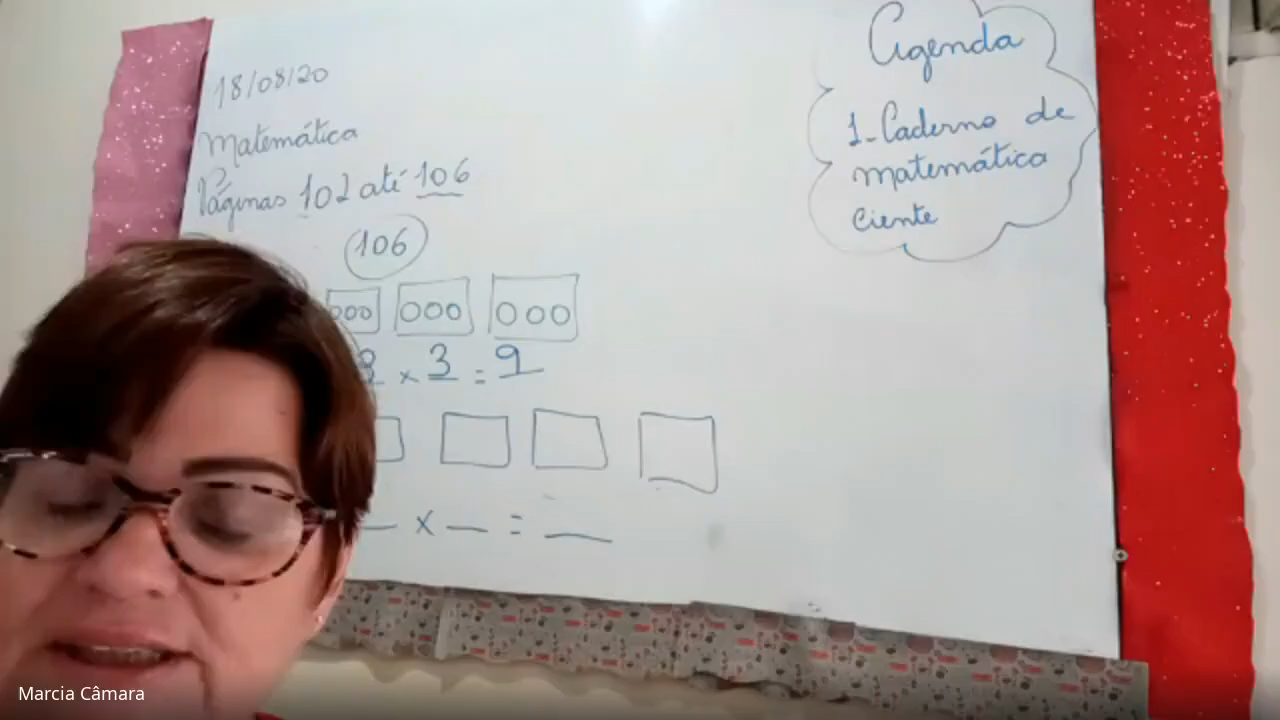 18/08/20
Matemática
Páginas 102 até 106
106
000 000 000
3 x 3 = 9
x =
Agenda
1-Caderno de
matemática
Ciente
Marcia Câmara